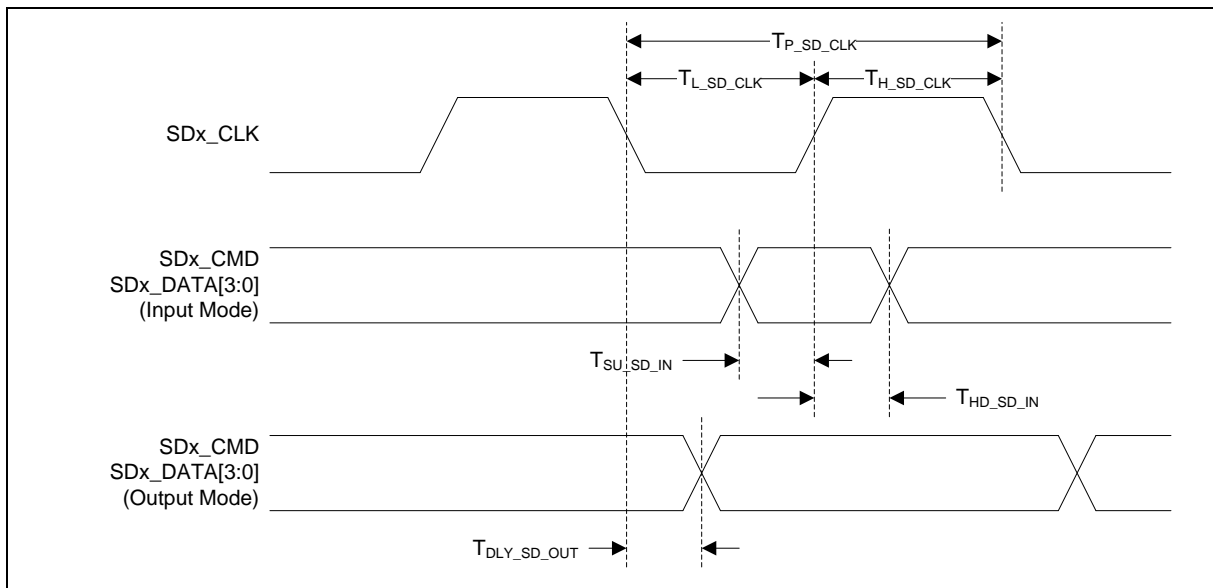 T_P_SD_CLK
T_L_SD_CLK
T_H_SD_CLK
SDx_CLK
SDx_CMD
SDx_DATA[3:0]
(Input Mode)
T_SU_SD_IN
T_HD_SD_IN
SDx_CMD
SDx_DATA[3:0]
(Output Mode)
T_DLY_SD_OUT